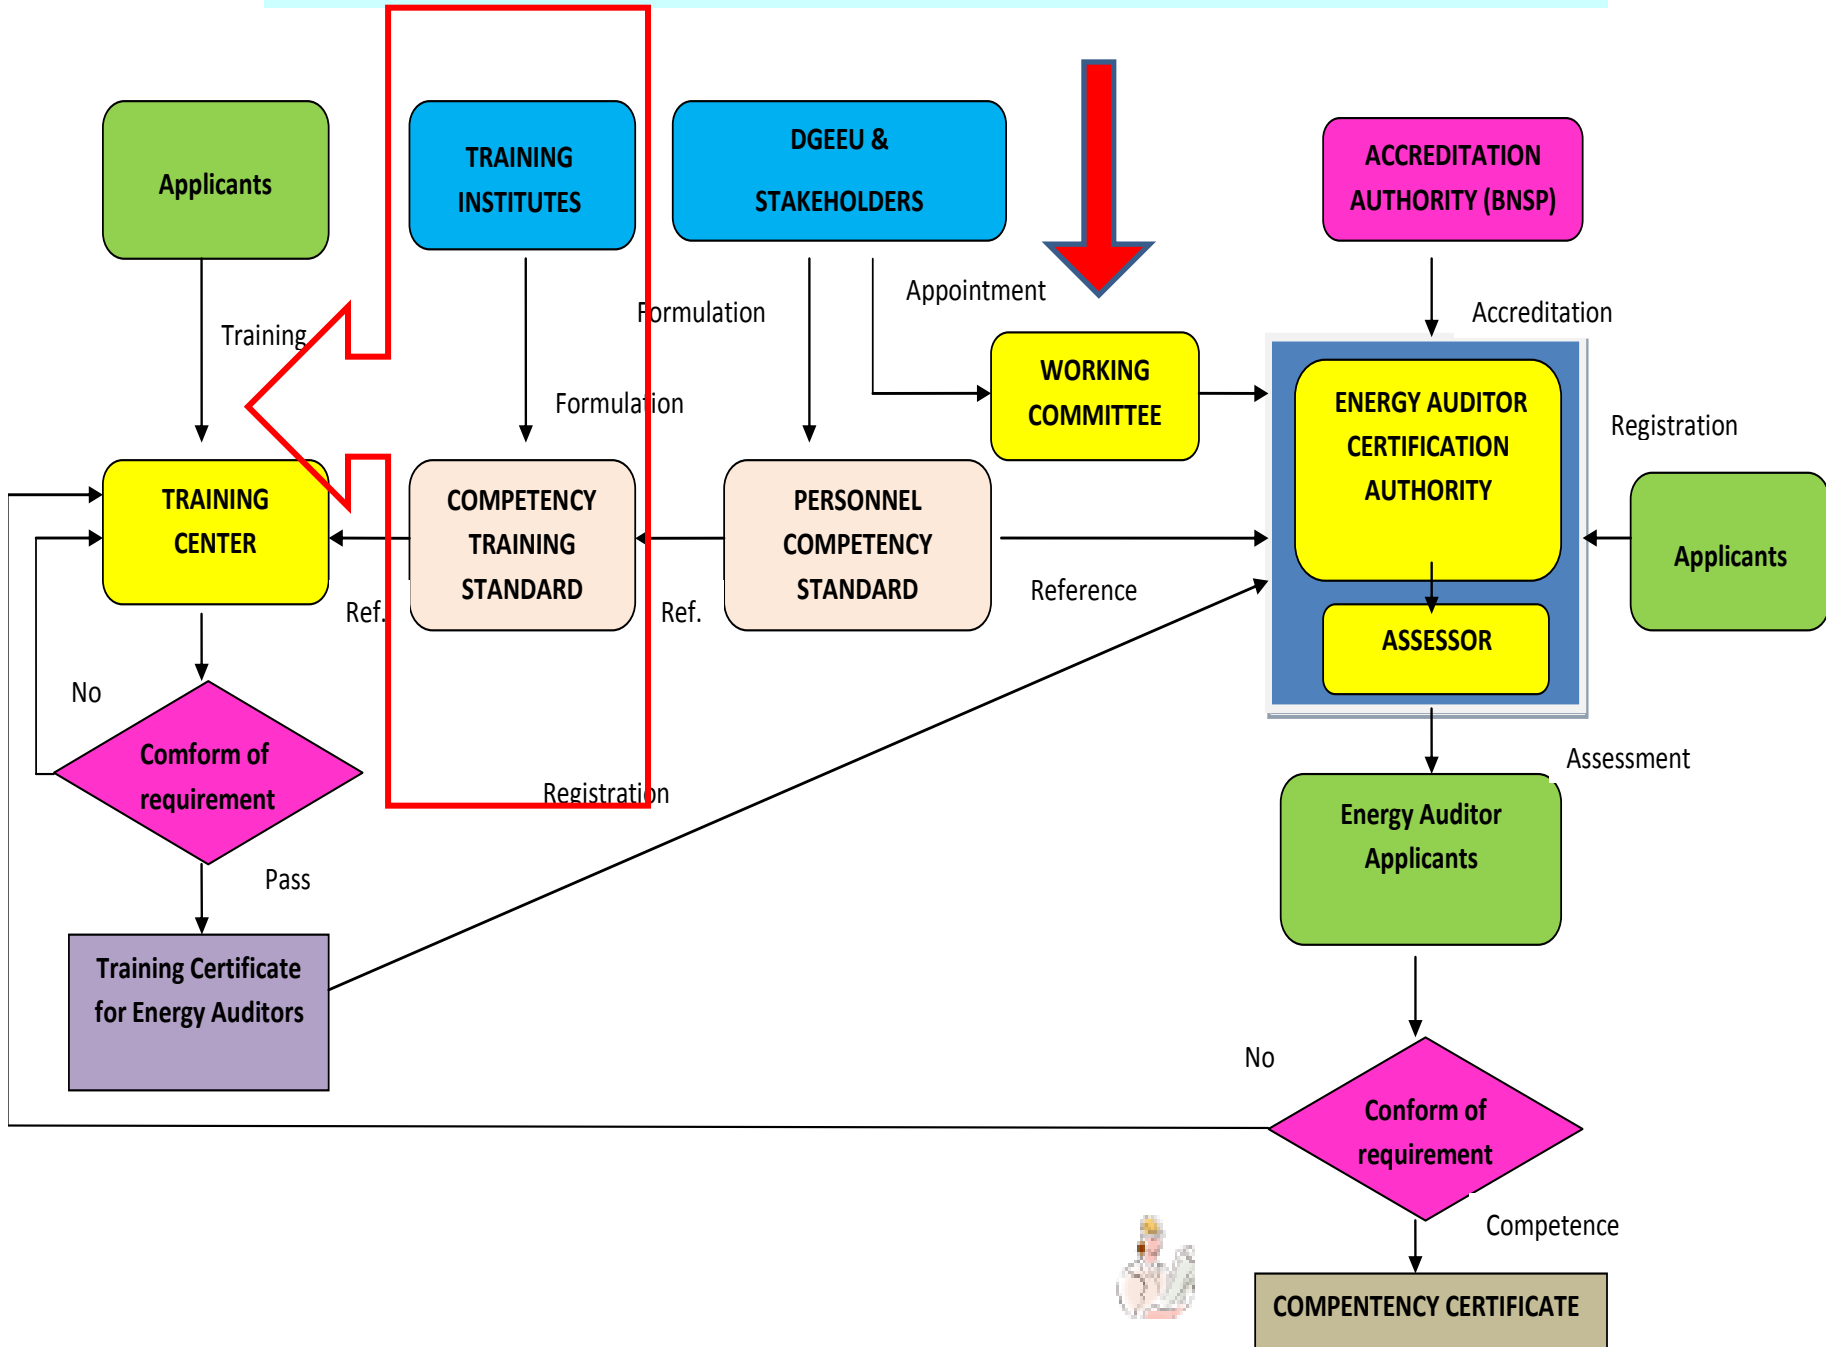 Applicants
TRAINING
INSTITUTES
DGEEU &
STAKEHOLDERS
ACCREDITATION
AUTHORITY (BNSP)
Training
Formulation
Formulation
Appointment
Accreditation
WORKING
COMMITTEE
ENERGY AUDITOR
CERTIFICATION
AUTHORITY
Registration
TRAINING
CENTER
COMPETENCY
TRAINING
STANDARD
PERSONNEL
COMPETENCY
STANDARD
Applicants
Ref.
Ref.
Reference
ASSESSOR
No
Comform of
requirement
Registration
Assessment
Energy Auditor
Applicants
Pass
Training Certificate
for Energy Auditors
No
Conform of
requirement
Competence
COMPENTENCY CERTIFICATE